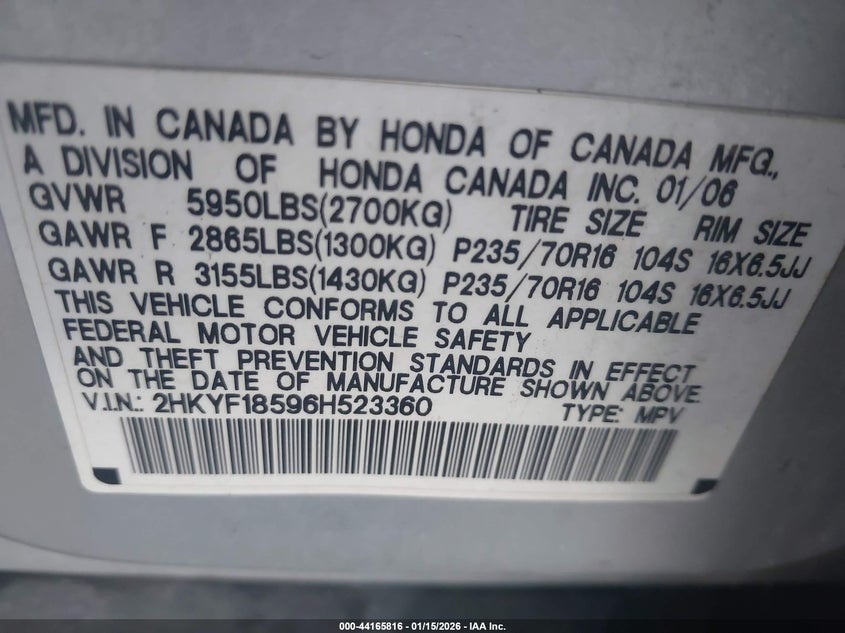 MFD. IN CANADA BY HONDA OF CANADA MFG.,
A DIVISION OF HONDA CANADA INC. 01/06
GVWR 5950LBS(2700KG) TIRE SIZE RIM SIZE
GAWR F 2865LBS(1300KG) P235/70R16 104S 16X6.5JJ
GAWR R 3155LBS(1430KG) P235/70R16 104S 16X6.5JJ
THIS VEHICLE CONFORMS TO ALL APPLICABLE
FEDERAL MOTOR VEHICLE SAFETY
AND THEFT PREVENTION STANDARDS IN EFFECT
ON THE DATE OF MANUFACTURE SHOWN ABOVE.
V.I.N.: 2HKYF18596H523360 TYPE: MPV
000-44165816 - 01/15/2026 - IAA Inc.